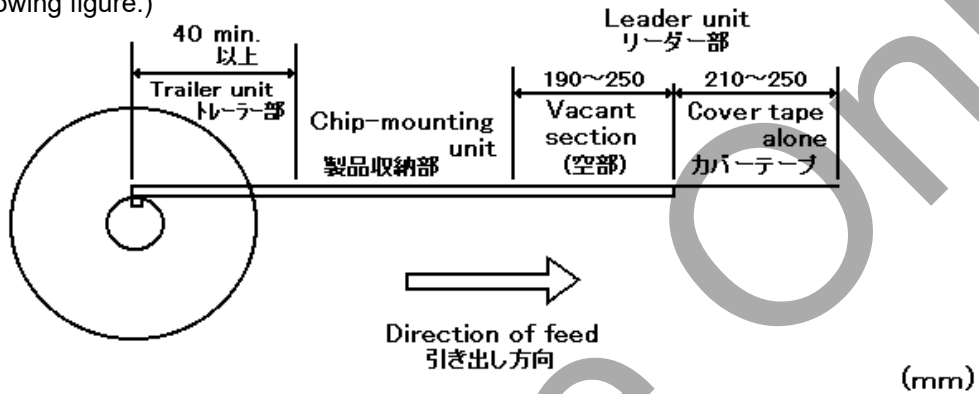 owing figure.)
40 min.
以上
Trailer unit
トレーラー部
Chip-mounting
unit
製品収納部
Leader unit
リーダー部
190～250
Vacant
section
(空部)
210～250
Cover tape
alone
カバーテープ
Direction of feed
引き出し方向
(mm)